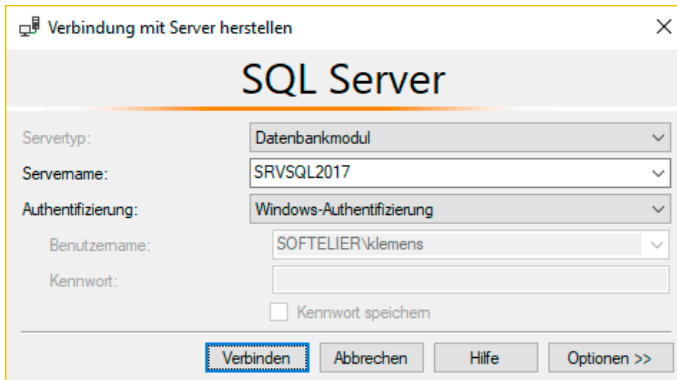 Verbindung mit Server herstellen
SQL Server
Servertyp: Datenbankmodul
Servername: SRVSQL2017
Authentifizierung: Windows-Authentifizierung
Benutzername: SOFTELIER\klemens
Kennwort:
Kennwort speichern
Verbinden Abbrechen Hilfe Optionen >>